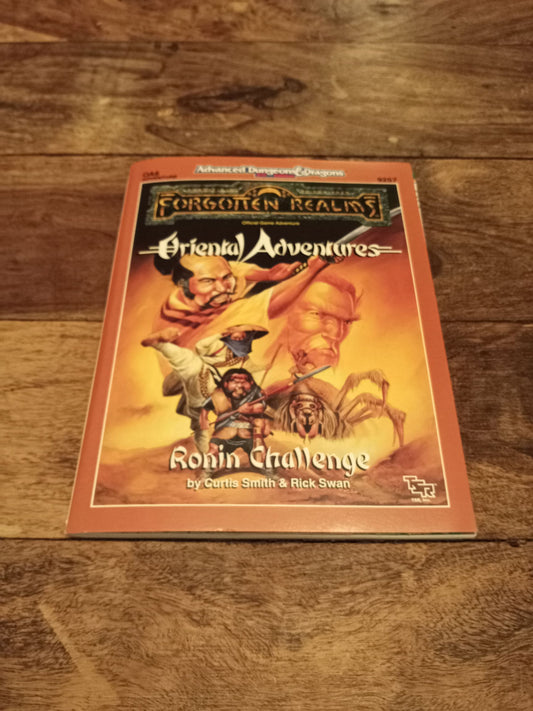 OA6
Advanced Dungeons & Dragons
9257
FORGOTTEN REALMS
Official Game Adventure
Oriental Adventures
Ronin Challenge
by Curtis Smith & Rick Swan
TSR